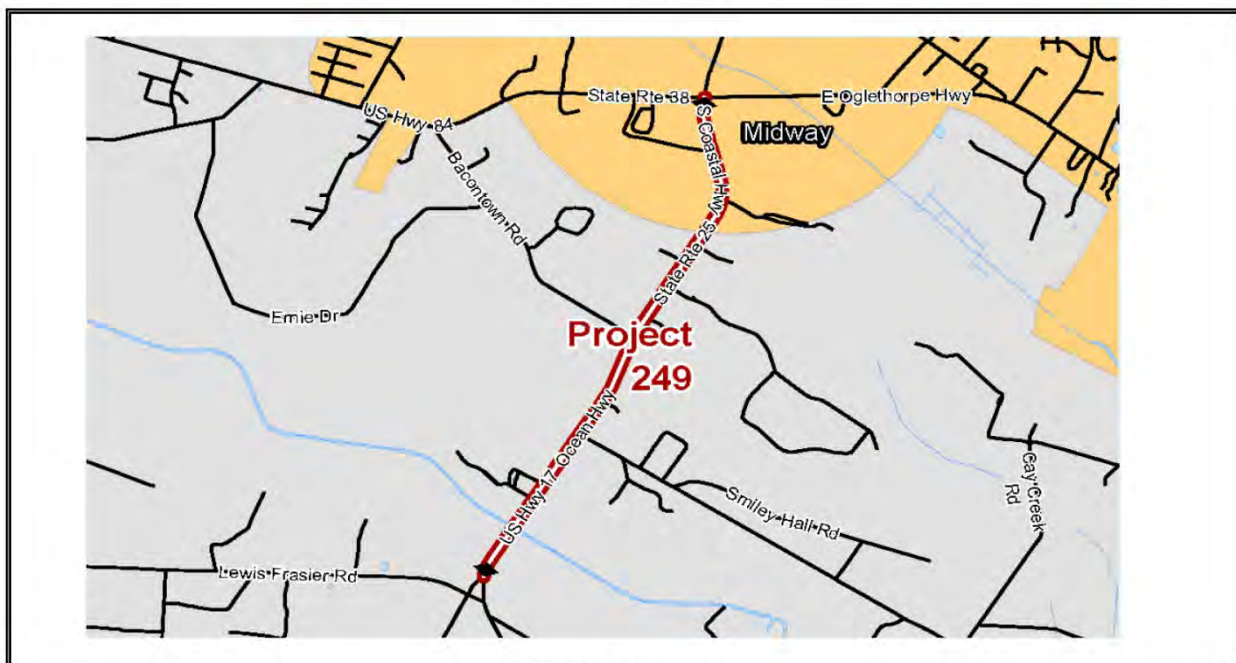 State Rte 38
E Oglethorpe Hwy
US Hwy 84
S Coastal Hwy
Midway
Bacontown Rd
State Rte 25
Ernie Dr
Project
249
US Hwy 17
Ocean Hwy
Cay Creek
Rd
Smiley Hall Rd
Lewis Frasier Rd